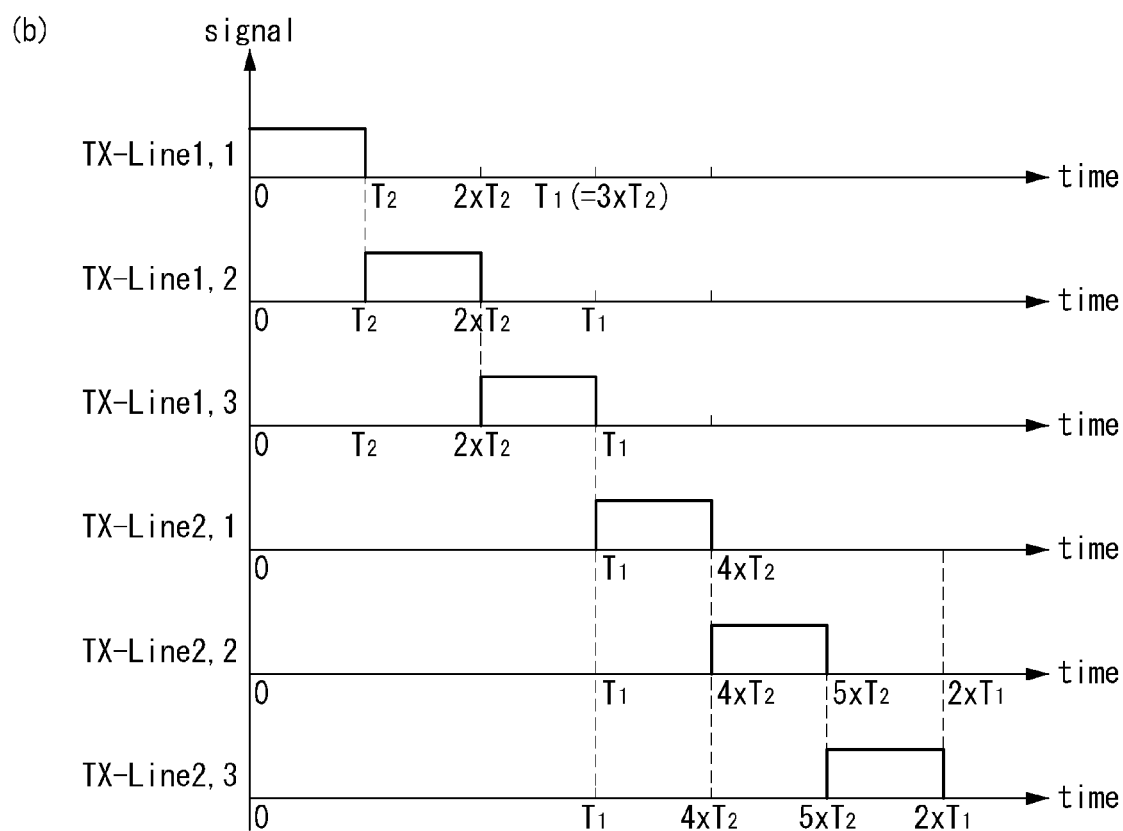 (b)
signal
TX-Line1,1
time
0 T₂ 2xT₂ T₁(=3xT₂)
TX-Line1,2
time
0 T₂ 2xT₂ T₁
TX-Line1,3
time
0 T₂ 2xT₂ T₁
TX-Line2,1
time
0 T₁ 4xT₂
TX-Line2,2
time
0 T₁ 4xT₂ 5xT₂ 2xT₁
TX-Line2,3
time
0 T₁ 4xT₂ 5xT₂ 2xT₁